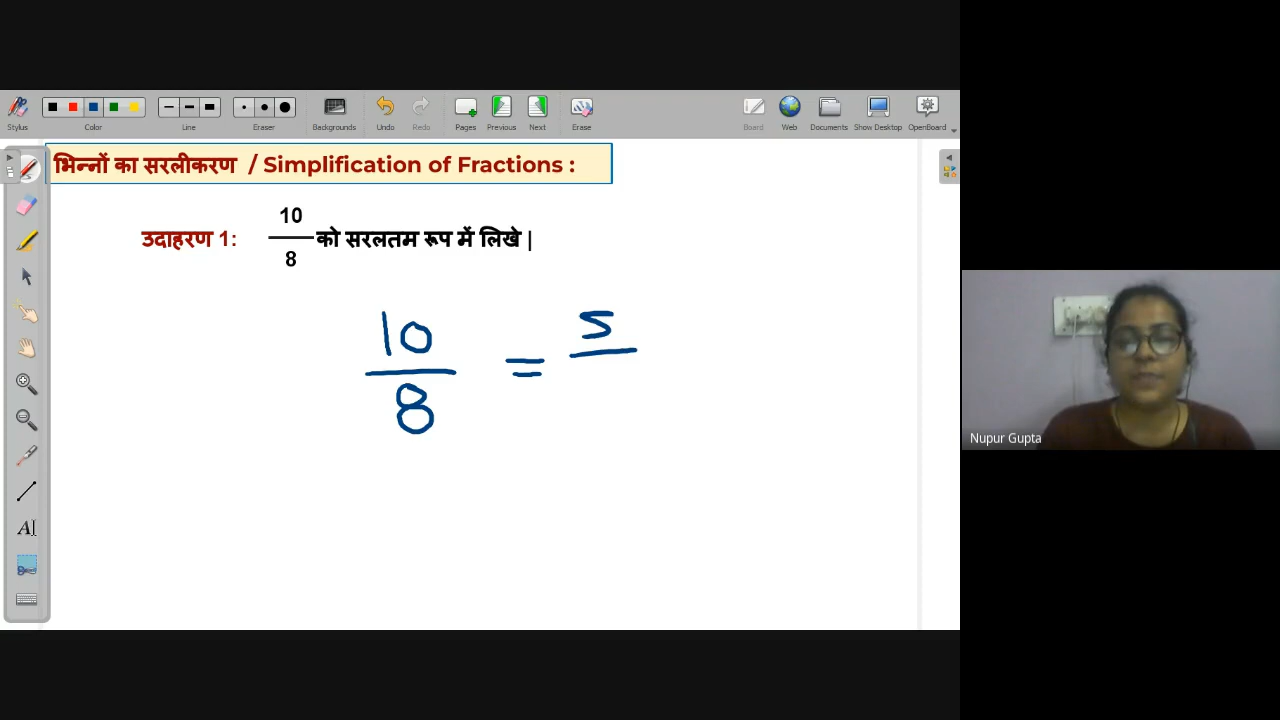 Stylus Color Line Eraser Backgrounds Undo Redo Pages Previous Next Erase Board Web Documents Show Desktop OpenBoard
भिन्नों का सरलीकरण / Simplification of Fractions :
10
उदाहरण 1: को सरलतम रूप में लिखे |
8
10 5
=
8
A
Nupur Gupta